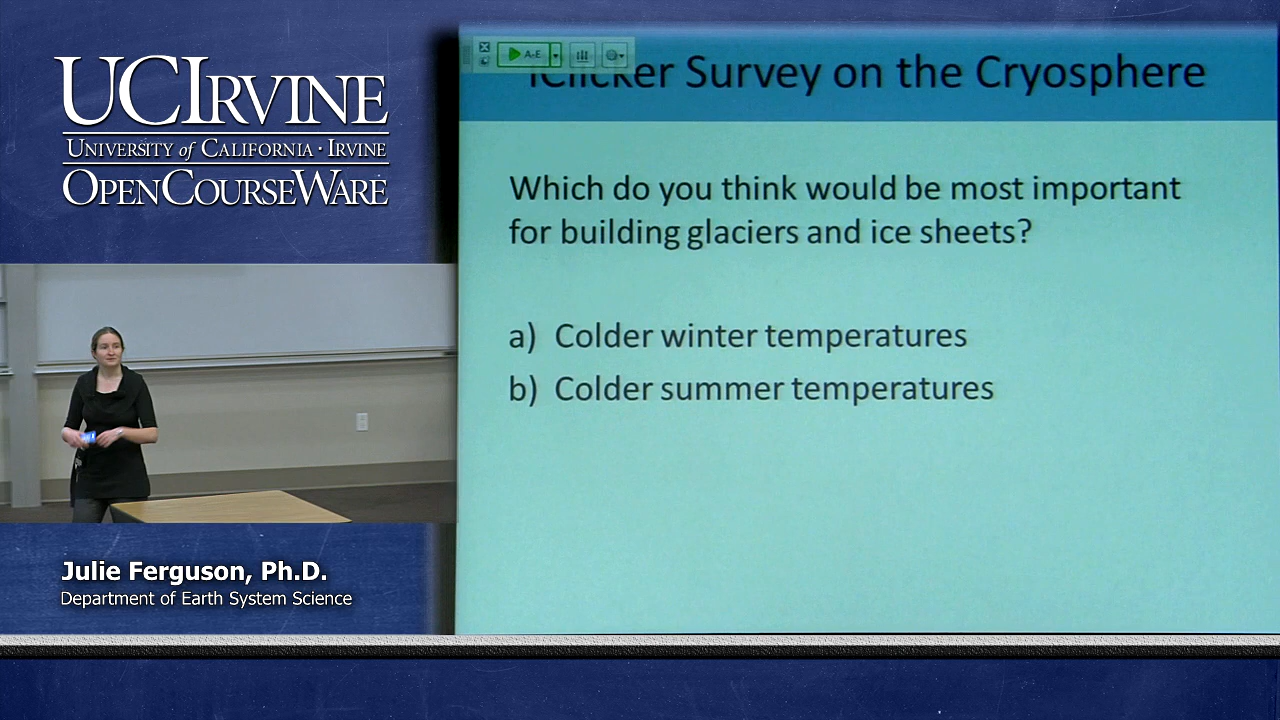 UCIRVINE
UNIVERSITY of CALIFORNIA · IRVINE
OPENCOURSEWARE
A-E
iClicker Survey on the Cryosphere
Which do you think would be most important
for building glaciers and ice sheets?
a) Colder winter temperatures
b) Colder summer temperatures
Julie Ferguson, Ph.D.
Department of Earth System Science